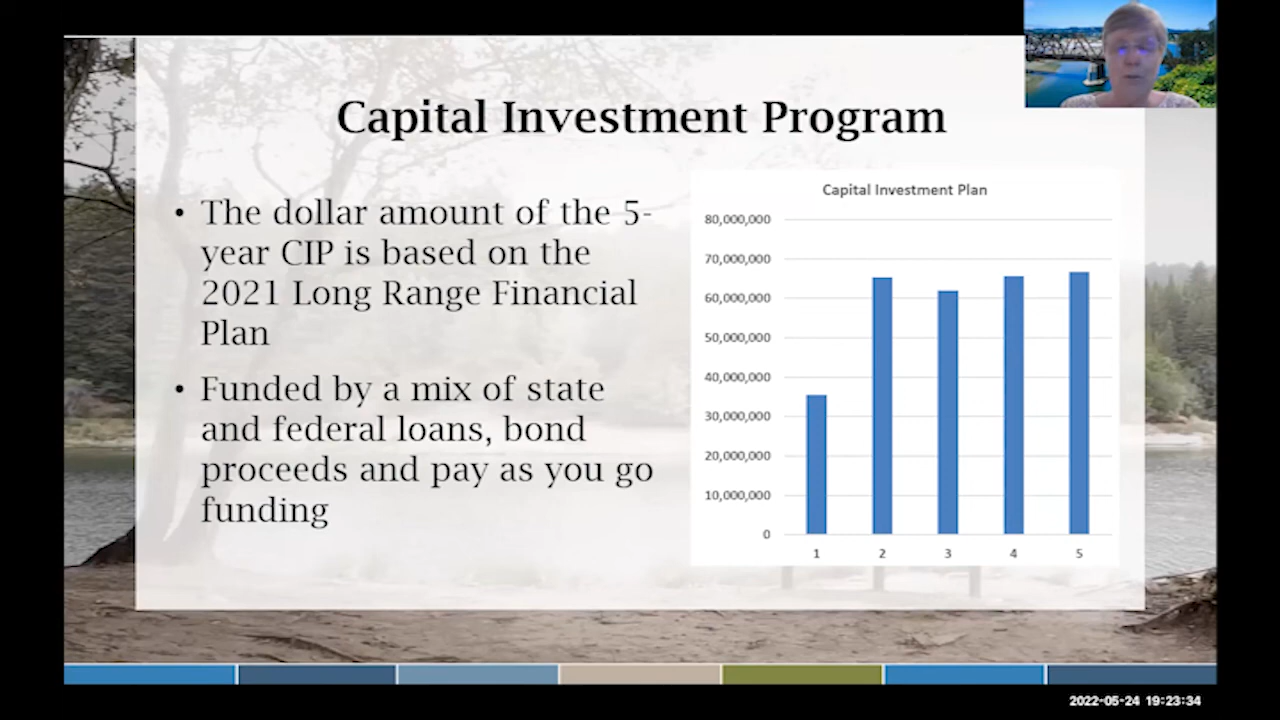 Capital Investment Program
• The dollar amount of the 5-
year CIP is based on the
2021 Long Range Financial
Plan
• Funded by a mix of state
and federal loans, bond
proceeds and pay as you go
funding
Capital Investment Plan
80,000,000
70,000,000
60,000,000
50,000,000
40,000,000
30,000,000
20,000,000
10,000,000
0
1 2 3 4 5
2022-05-24 19:23:34